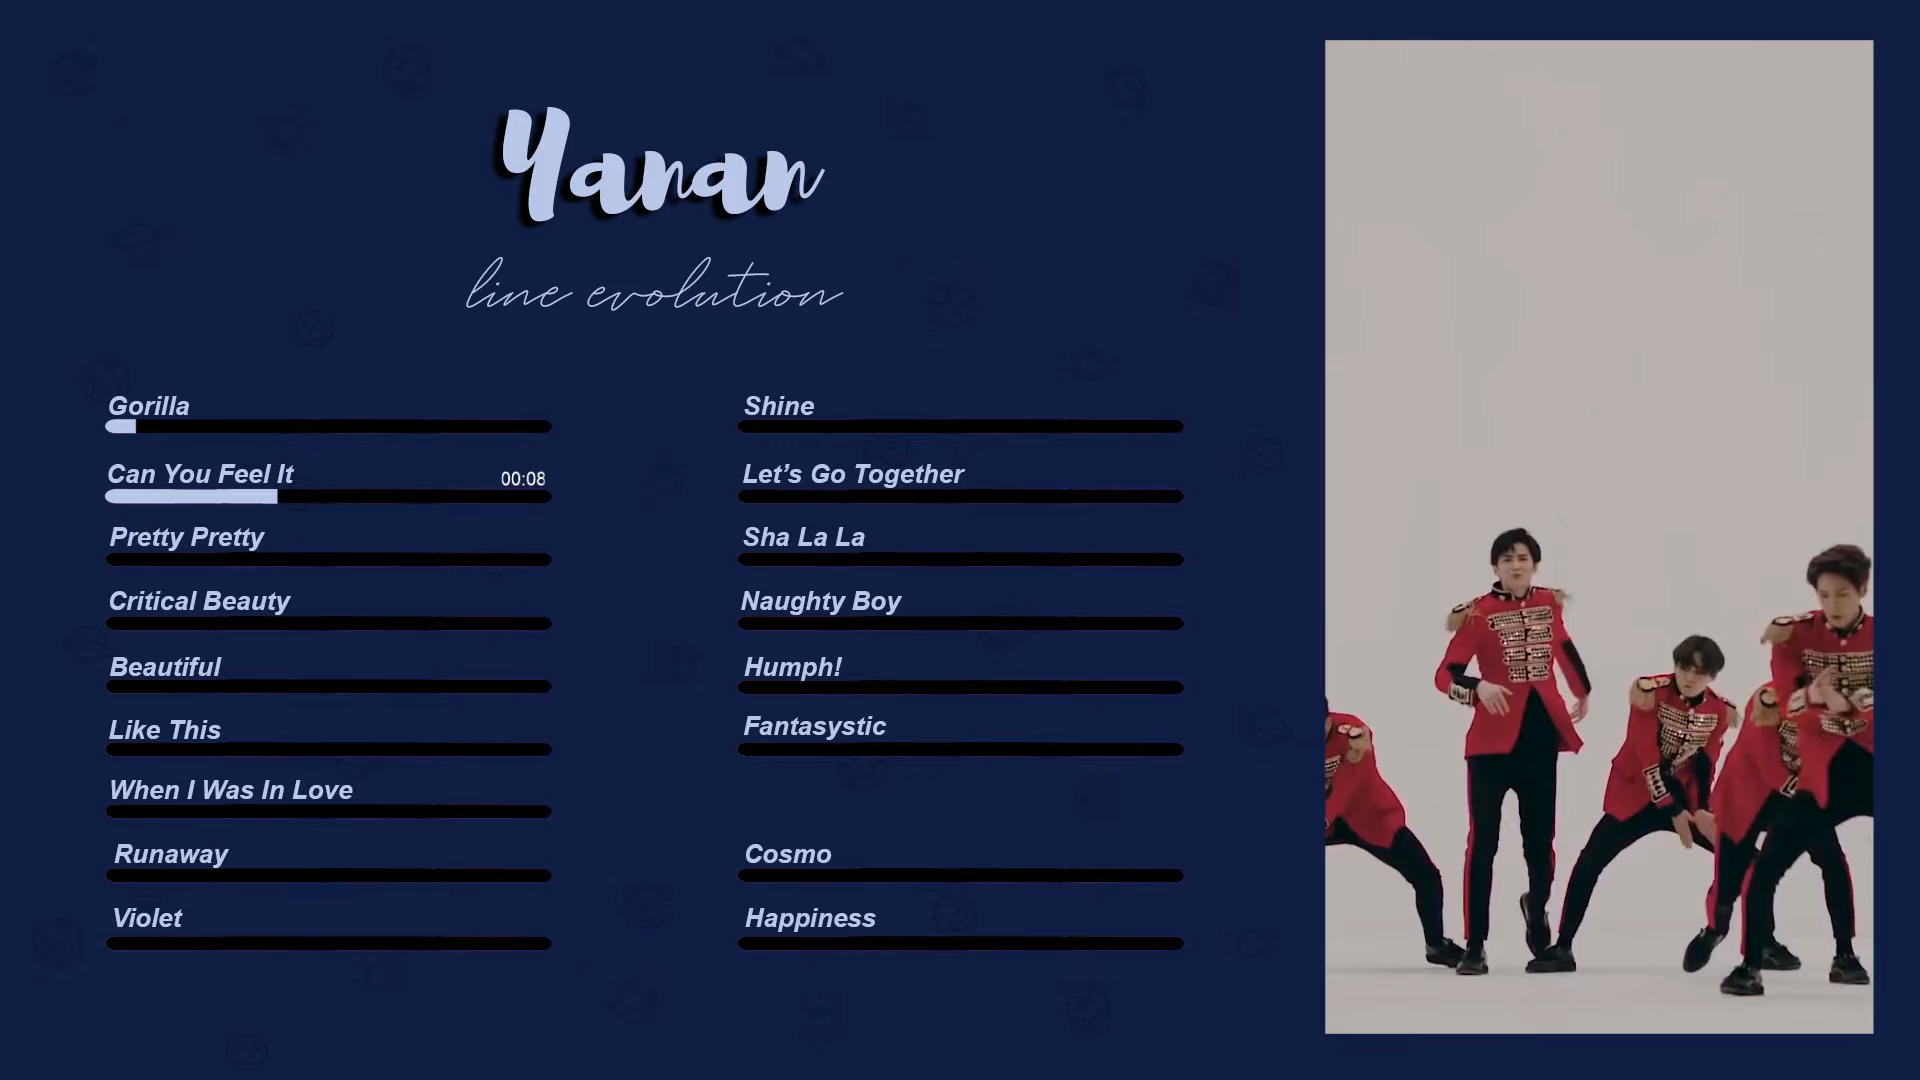 Yanan
line evolution
Gorilla
Can You Feel It 00:08
Pretty Pretty
Critical Beauty
Beautiful
Like This
When I Was In Love
Runaway
Violet
Shine
Let’s Go Together
Sha La La
Naughty Boy
Humph!
Fantasystic
Cosmo
Happiness